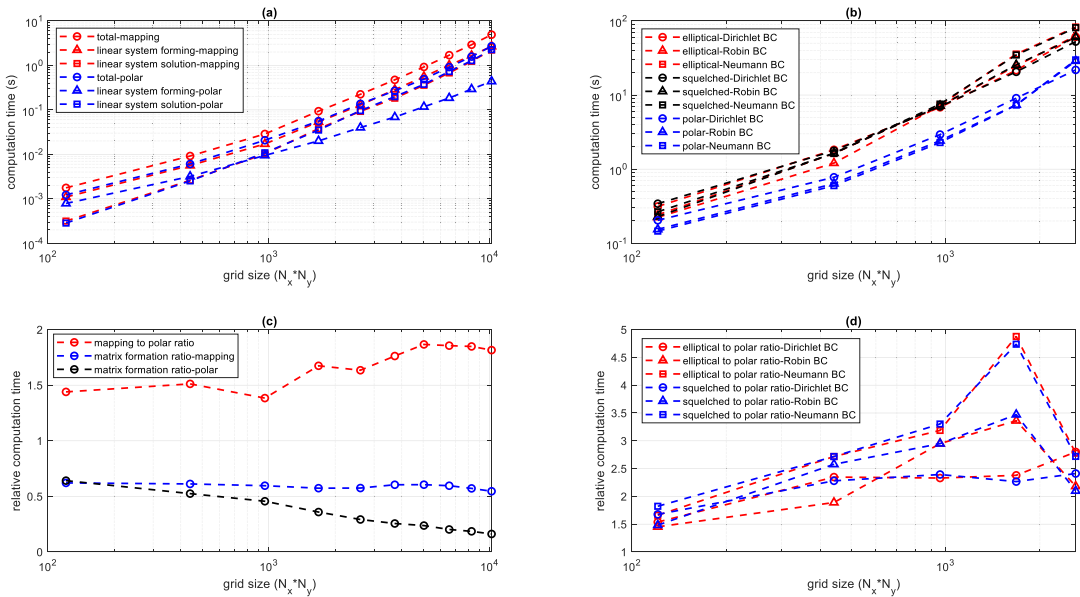 (a)
computation time (s)
10^1
10^0
10^-1
10^-2
10^-3
10^-4
total-mapping
linear system forming-mapping
linear system solution-mapping
total-polar
linear system forming-polar
linear system solution-polar
10^2
10^3
10^4
grid size (N_x*N_y)
(b)
computation time (s)
10^2
10^1
10^0
10^-1
elliptical-Dirichlet BC
elliptical-Robin BC
elliptical-Neumann BC
squelched-Dirichlet BC
squelched-Robin BC
squelched-Neumann BC
polar-Dirichlet BC
polar-Robin BC
polar-Neumann BC
10^2
10^3
grid size (N_x*N_y)
(c)
relative computation time
2
1.5
1
0.5
0
mapping to polar ratio
matrix formation ratio-mapping
matrix formation ratio-polar
10^2
10^3
10^4
grid size (N_x*N_y)
(d)
relative computation time
5
4.5
4
3.5
3
2.5
2
1.5
1
elliptical to polar ratio-Dirichlet BC
elliptical to polar ratio-Robin BC
elliptical to polar ratio-Neumann BC
squelched to polar ratio-Dirichlet BC
squelched to polar ratio-Robin BC
squelched to polar ratio-Neumann BC
10^2
10^3
grid size (N_x*N_y)